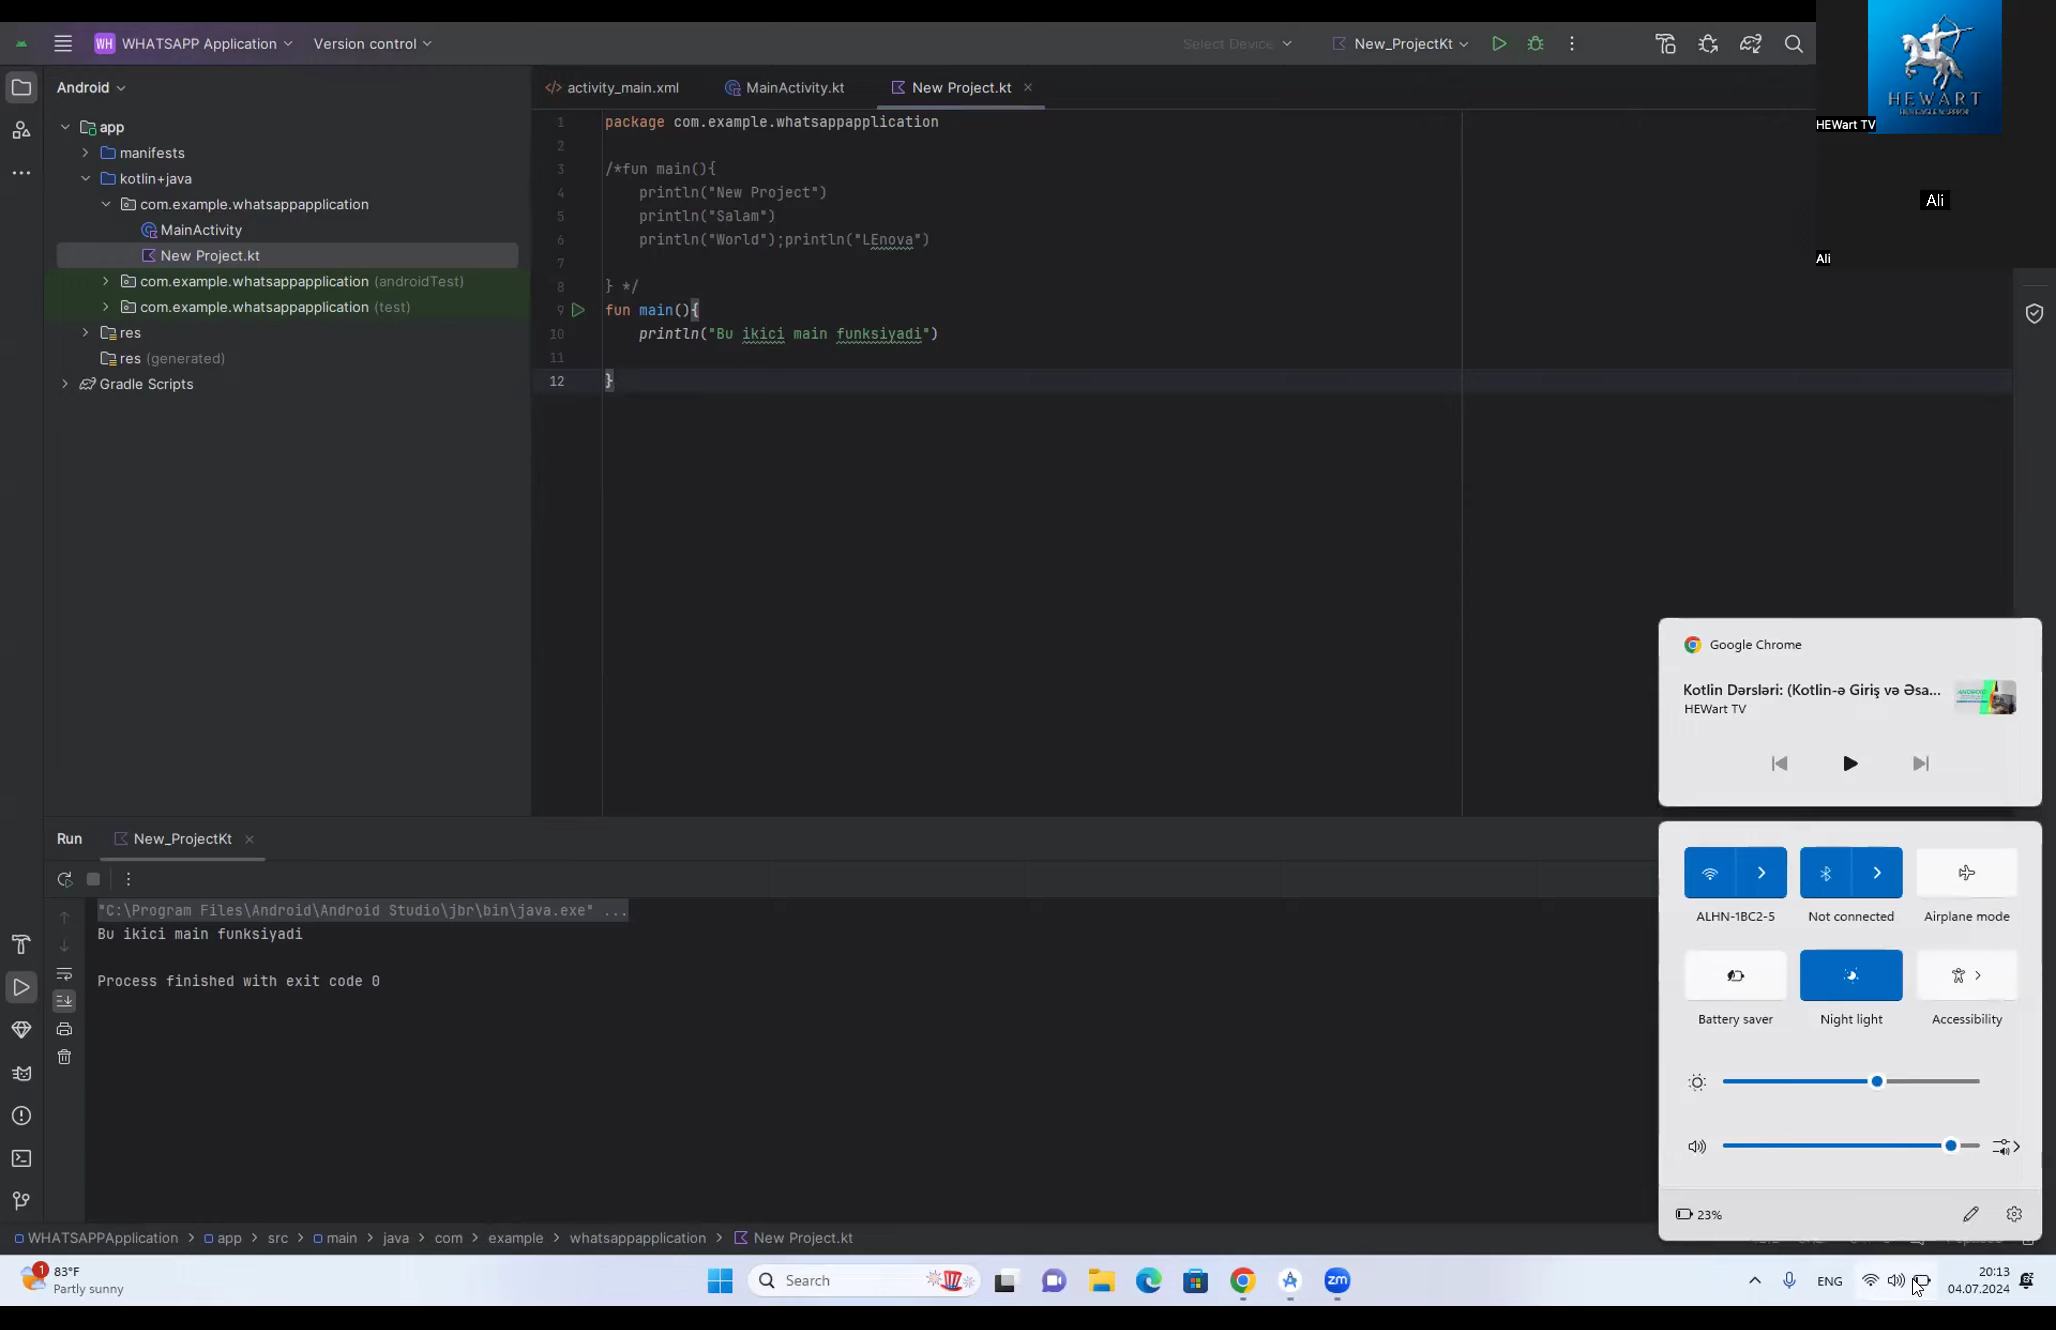 WH WHATSAPP Application
Version control
Select Device
New_ProjectKt
HEWART
HEWart TV
Ali
Ali
Android
app
manifests
kotlin+java
com.example.whatsappapplication
MainActivity
New Project.kt
com.example.whatsappapplication (androidTest)
com.example.whatsappapplication (test)
res
res (generated)
Gradle Scripts
activity_main.xml
MainActivity.kt
New Project.kt
1 package com.example.whatsappapplication
2
3 /*fun main(){
4 println("New Project")
5 println("Salam")
6 println("World");println("LEnova")
7
8 } */
9 fun main(){
10 println("Bu ikici main funksiyadi")
11
12 }
Run
New_ProjectKt
"C:\Program Files\Android\Android Studio\jbr\bin\java.exe" ...
Bu ikici main funksiyadi
Process finished with exit code 0
Google Chrome
Kotlin Dərsləri: (Kotlin-ə Giriş və Əsa...
HEWart TV
ALHN-1BC2-5
Not connected
Airplane mode
Battery saver
Night light
Accessibility
23%
WHATSAPPApplication > app > src > main > java > com > example > whatsappapplication > New Project.kt
1
83°F
Partly sunny
Search
zm
ENG
20:13
04.07.2024